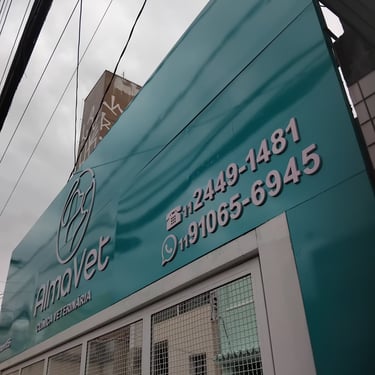 AlmaVet
CLÍNICA VETERINÁRIA
11 2449-1481
11 91065-6945